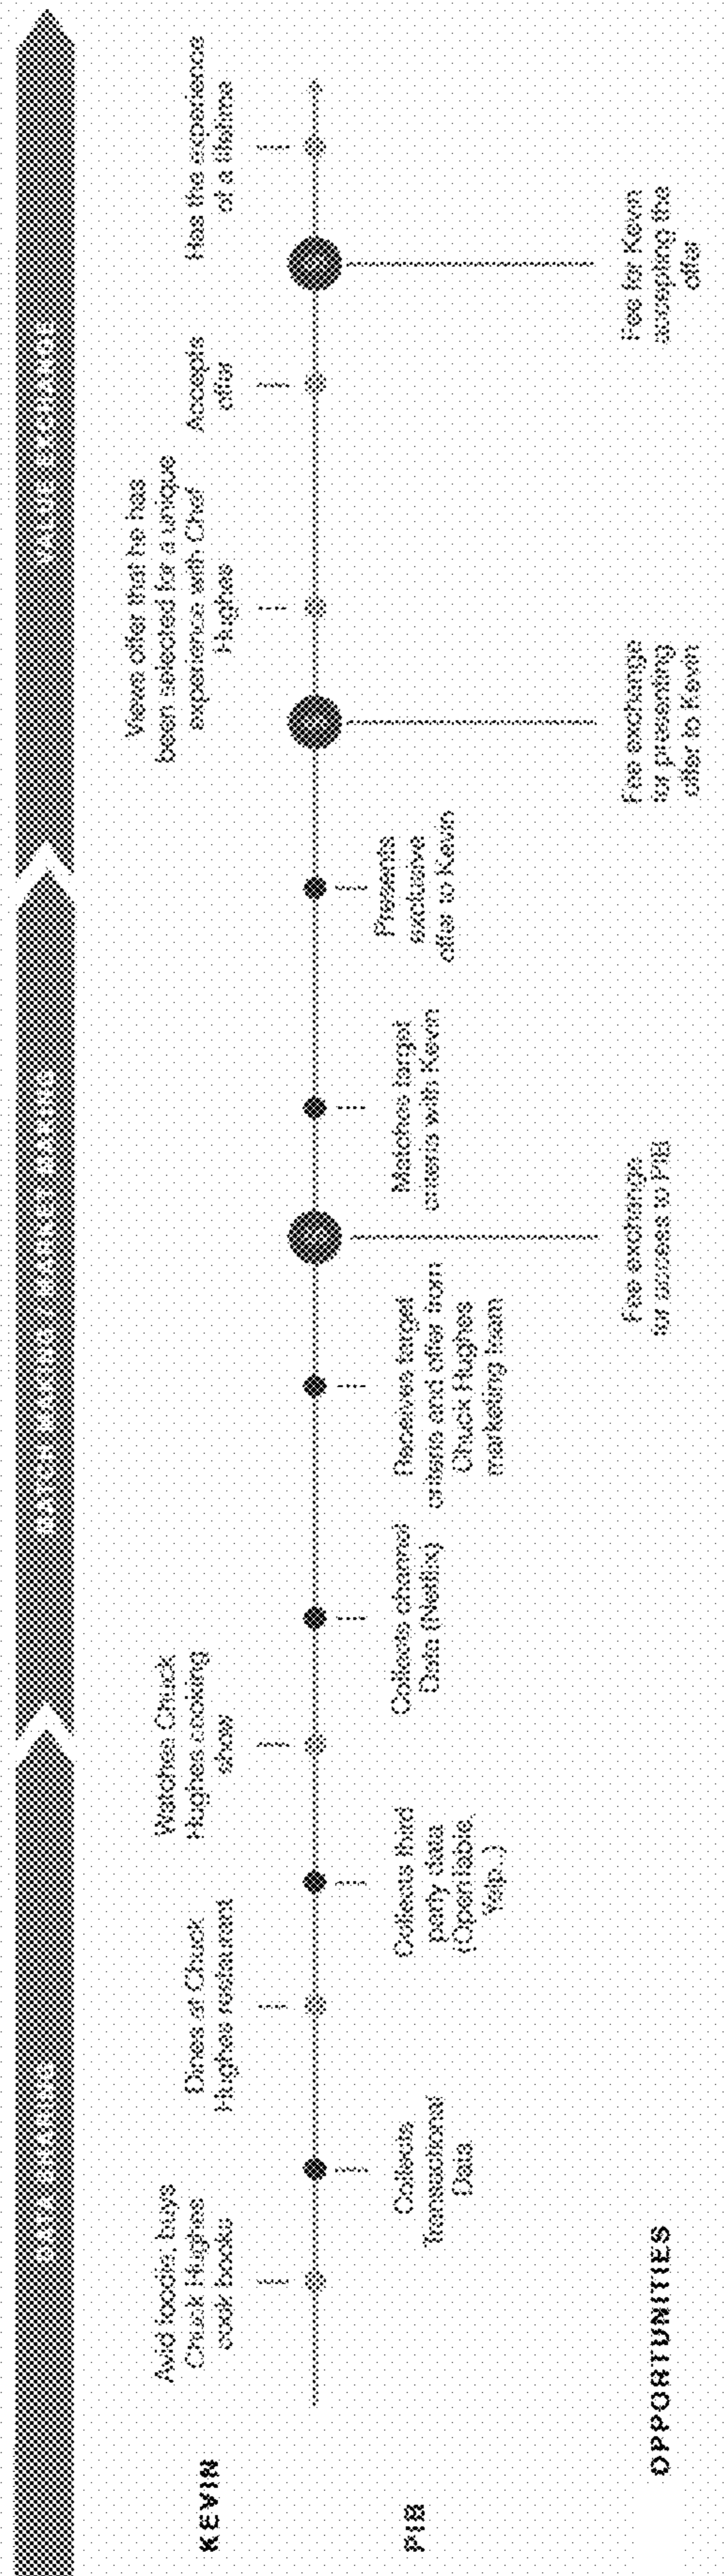 VALUE EXCHANGE
KEVIN
Avid foodie; buys
Chuck Hughes
cook books
Dines at Chuck
Hughes restaurant
Watches Chuck
Hughes cooking
show
Views offer that he has
been selected for a unique
experience with Chef
Hughes
Accepts
offer
Has the experience
of a lifetime
PIB
Collects
Transactional
Data
Collects third
party data
(Open table,
Yelp..)
Collects channel
Data (Netflix)
Receives target
criteria and offer from
Chuck Hughes
marketing team
Matches target
criteria with Kevin
Presents
exclusive
offer to Kevin
OPPORTUNITIES
Fee exchange
for access to PIB
Fee exchange
for presenting
offer to Kevin
Fee for Kevin
accepting the
offer